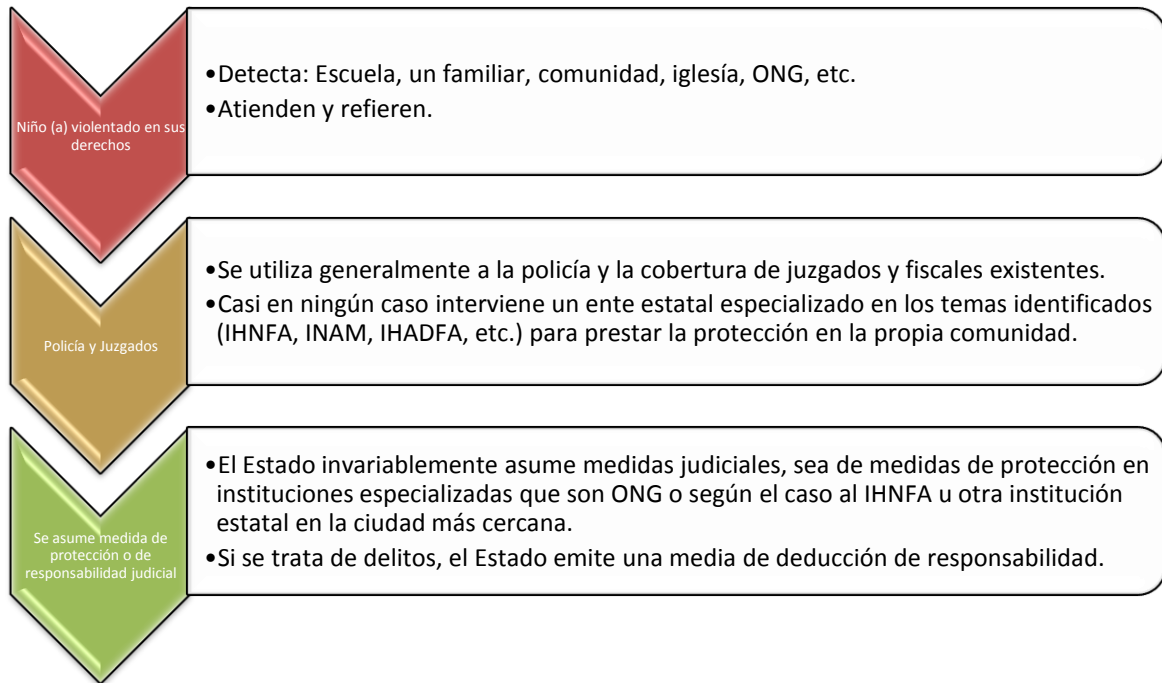 Niño (a) violentado en sus
derechos
•Detecta: Escuela, un familiar, comunidad, iglesía, ONG, etc.
•Atienden y refieren.
Policía y Juzgados
•Se utiliza generalmente a la policía y la cobertura de juzgados y fiscales existentes.
•Casi en ningún caso interviene un ente estatal especializado en los temas identificados
(IHNFA, INAM, IHADFA, etc.) para prestar la protección en la propia comunidad.
Se asume medida de
protección o de
responsabilidad judicial
•El Estado invariablemente asume medidas judiciales, sea de medidas de protección en
instituciones especializadas que son ONG o según el caso al IHNFA u otra institución
estatal en la ciudad más cercana.
•Si se trata de delitos, el Estado emite una media de deducción de responsabilidad.